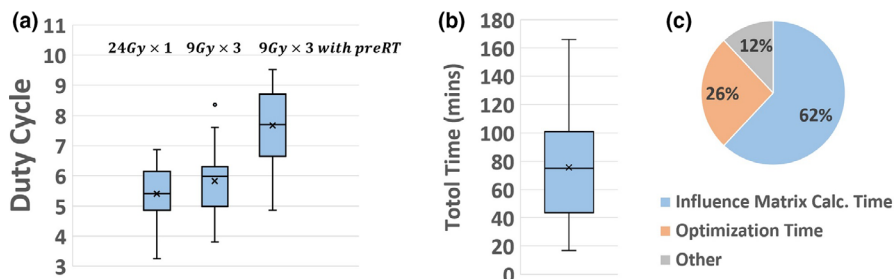 (a)
Duty Cycle
11
10
9
8
7
6
5
4
3
24Gy × 1
9Gy × 3
9Gy × 3 with preRT
(b)
Totol Time (mins)
180
160
140
120
100
80
60
40
20
0
(c)
12%
26%
62%
Influence Matrix Calc. Time
Optimization Time
Other